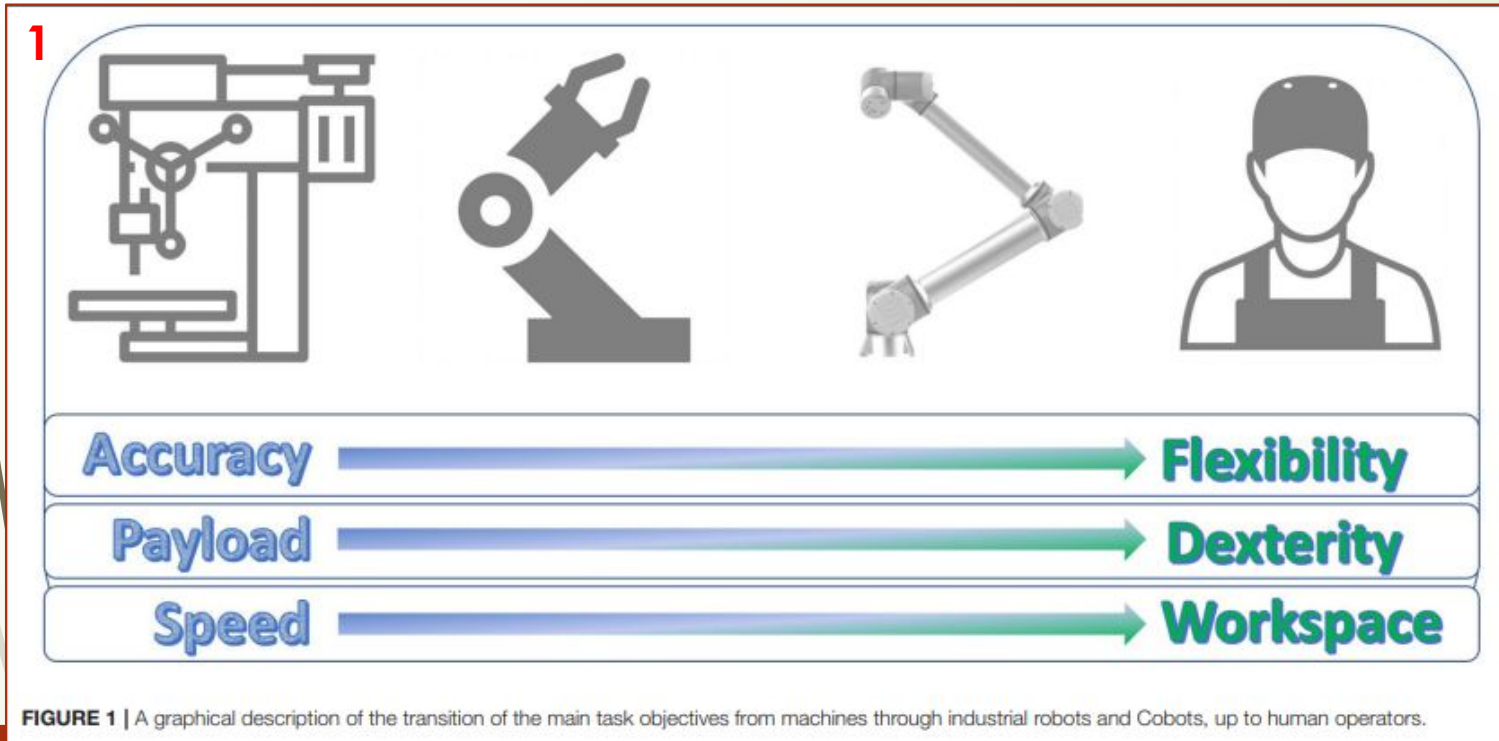 1
Accuracy Flexibility
Payload Dexterity
Speed Workspace
FIGURE 1 | A graphical description of the transition of the main task objectives from machines through industrial robots and Cobots, up to human operators.